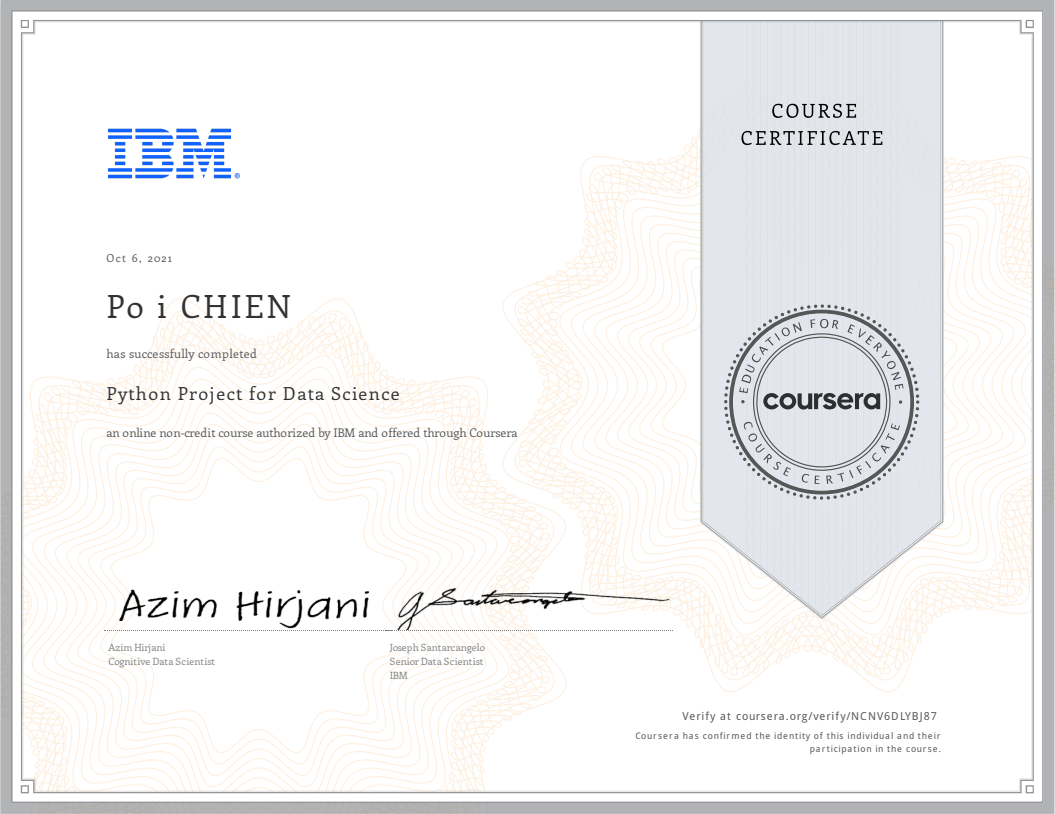 COURSE
CERTIFICATE
IBM®
Oct 6, 2021
Po i CHIEN
has successfully completed
Python Project for Data Science
an online non-credit course authorized by IBM and offered through Coursera
EDUCATION FOR EVERYONE
coursera
COURSE CERTIFICATE
Azim Hirjani
J Santarcangelo
Azim Hirjani
Cognitive Data Scientist
Joseph Santarcangelo
Senior Data Scientist
IBM
Verify at coursera.org/verify/NCNV6DLYBJ87
Coursera has confirmed the identity of this individual and their
participation in the course.